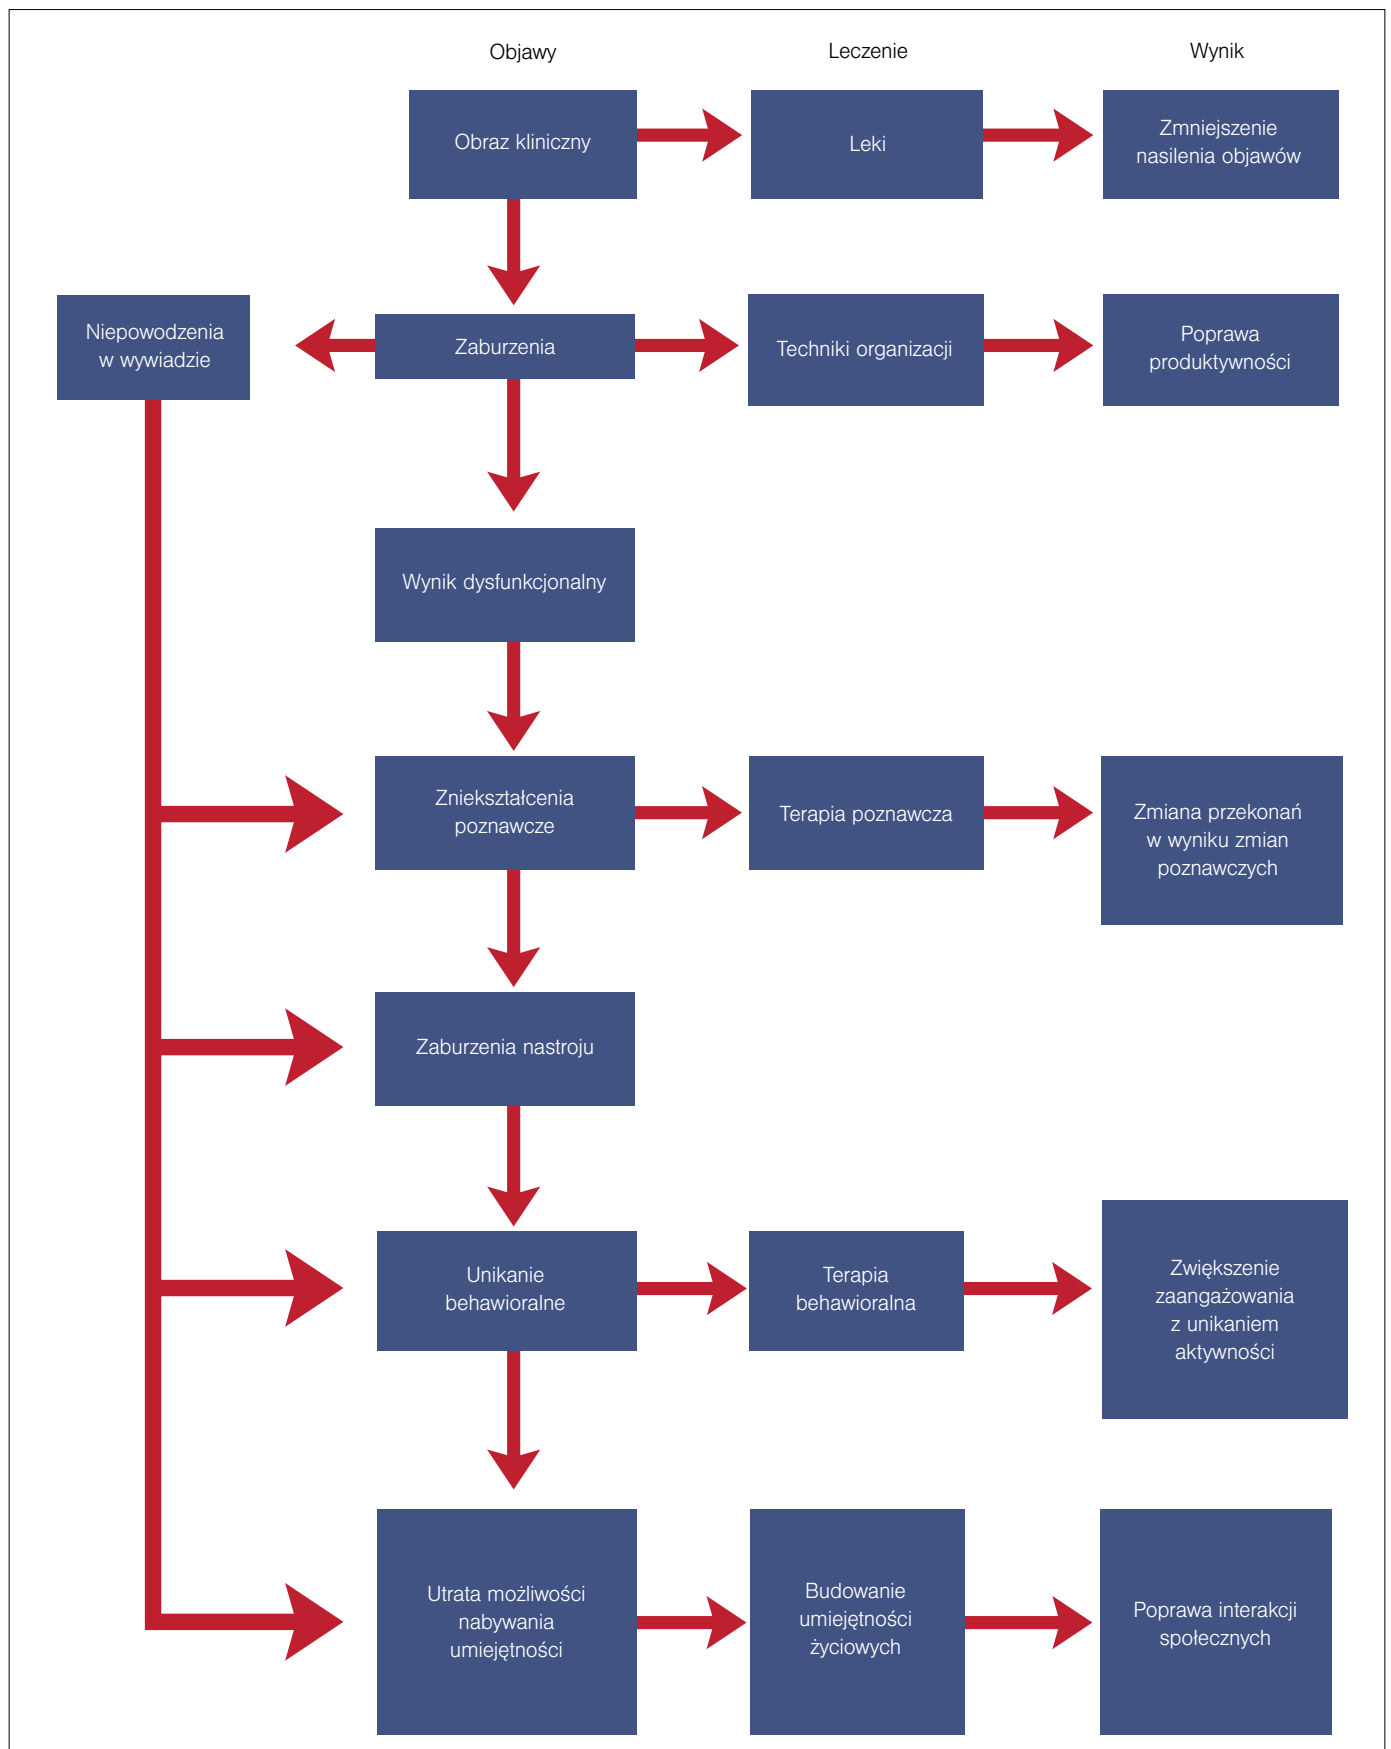 Objawy
Leczenie
Wynik
Obraz kliniczny
Leki
Zmniejszenie
nasilenia objawów
Niepowodzenia
w wywiadzie
Zaburzenia
Techniki organizacji
Poprawa
produktywności
Wynik dysfunkcjonalny
Zniekształcenia
poznawcze
Terapia poznawcza
Zmiana przekonań
w wyniku zmian
poznawczych
Zaburzenia nastroju
Unikanie
behawioralne
Terapia
behawioralna
Zwiększenie
zaangażowania
z unikaniem
aktywności
Utrata możliwości
nabywania
umiejętności
Budowanie
umiejętności
życiowych
Poprawa interakcji
społecznych